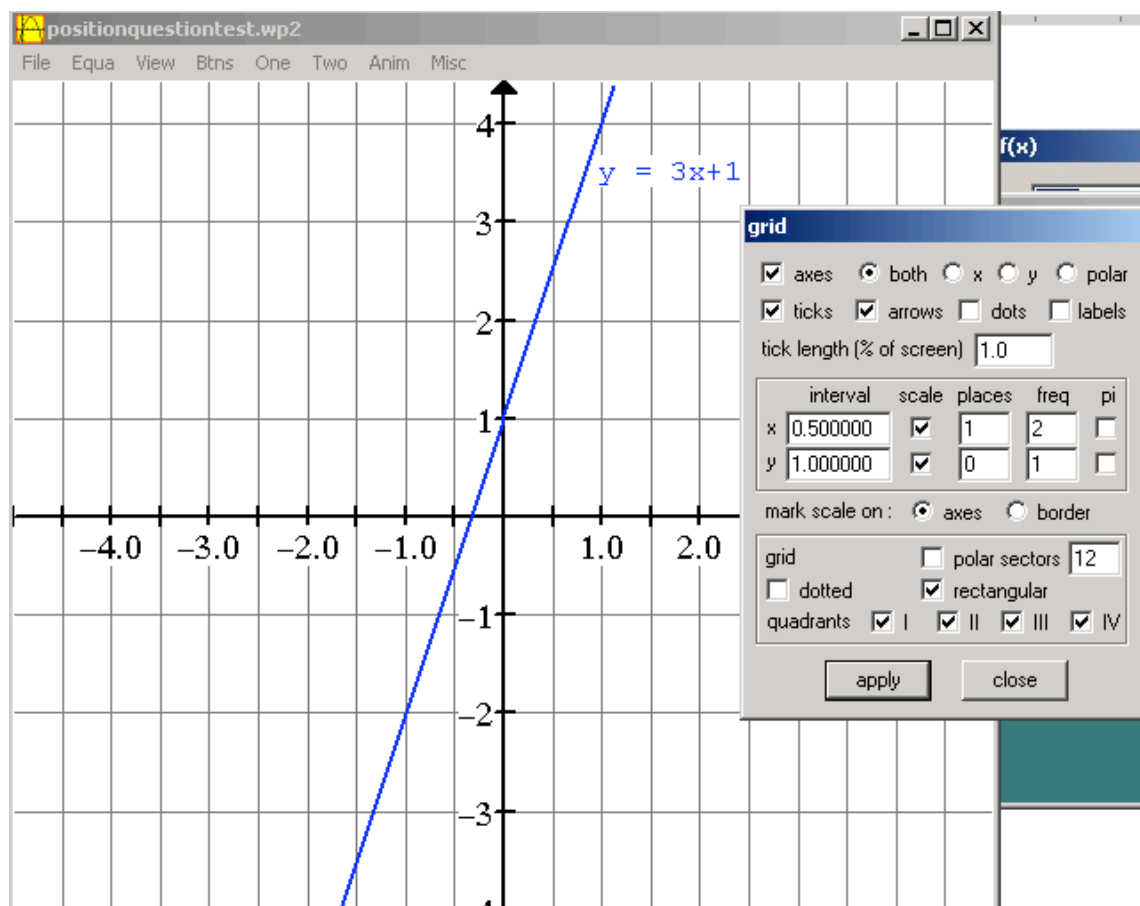 positionquestiontest.wp2
File Equa View Btns One Two Anim Misc
4
y = 3x+1
3
2
1
−4.0 −3.0 −2.0 −1.0 1.0 2.0
−1
−2
−3
f(x)
grid
axes both x y polar
ticks arrows dots labels
tick length (% of screen) 1.0
interval scale places freq pi
x 0.500000 1 2
y 1.000000 0 1
mark scale on : axes border
grid polar sectors 12
dotted rectangular
quadrants I II III IV
apply close